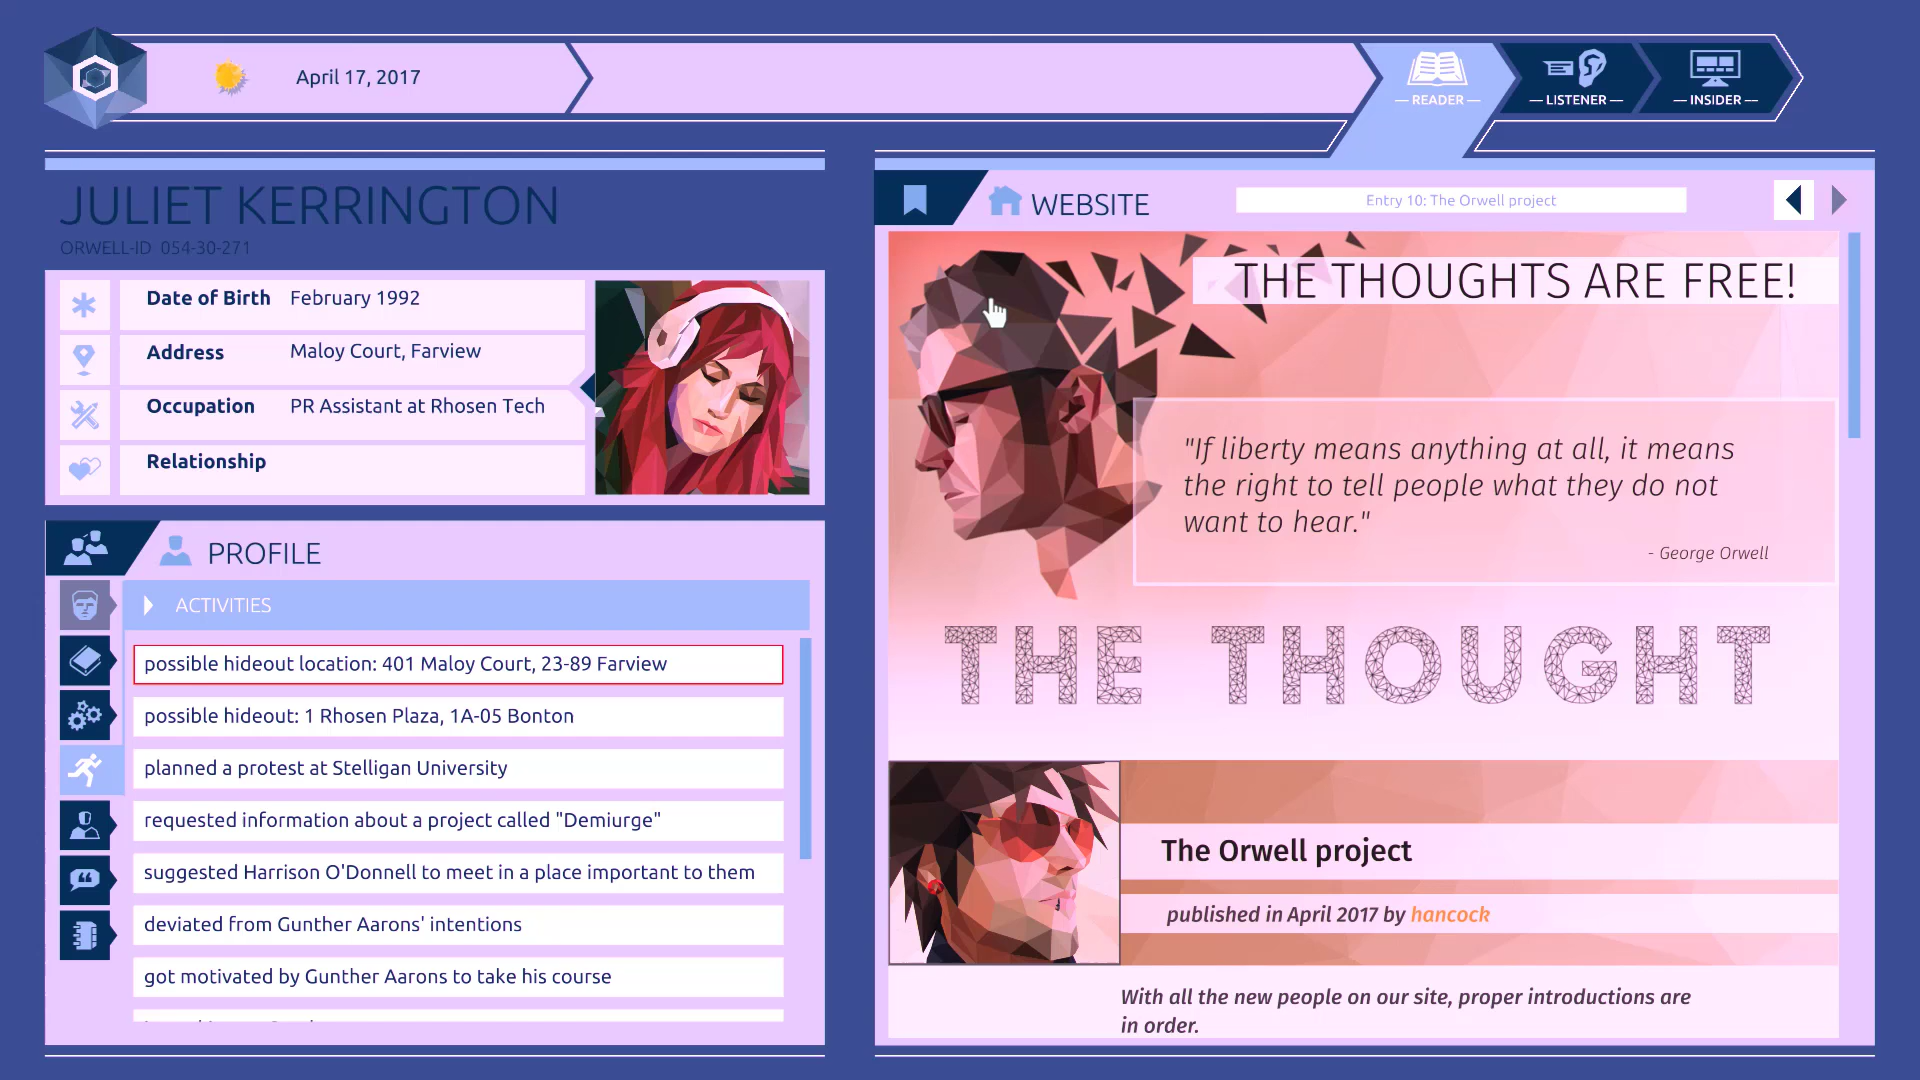 April 17, 2017
READER
LISTENER
INSIDER
JULIET KERRINGTON
ORWELL-ID 054-30-271
Date of Birth February 1992
Address Maloy Court, Farview
Occupation PR Assistant at Rhosen Tech
Relationship
PROFILE
ACTIVITIES
possible hideout location: 401 Maloy Court, 23-89 Farview
possible hideout: 1 Rhosen Plaza, 1A-05 Bonton
planned a protest at Stelligan University
requested information about a project called "Demiurge"
suggested Harrison O'Donnell to meet in a place important to them
deviated from Gunther Aarons' intentions
got motivated by Gunther Aarons to take his course
WEBSITE
Entry 10: The Orwell project
THE THOUGHTS ARE FREE!
"If liberty means anything at all, it means
the right to tell people what they do not
want to hear."
- George Orwell
THE THOUGHT
The Orwell project
published in April 2017 by hancock
With all the new people on our site, proper introductions are
in order.